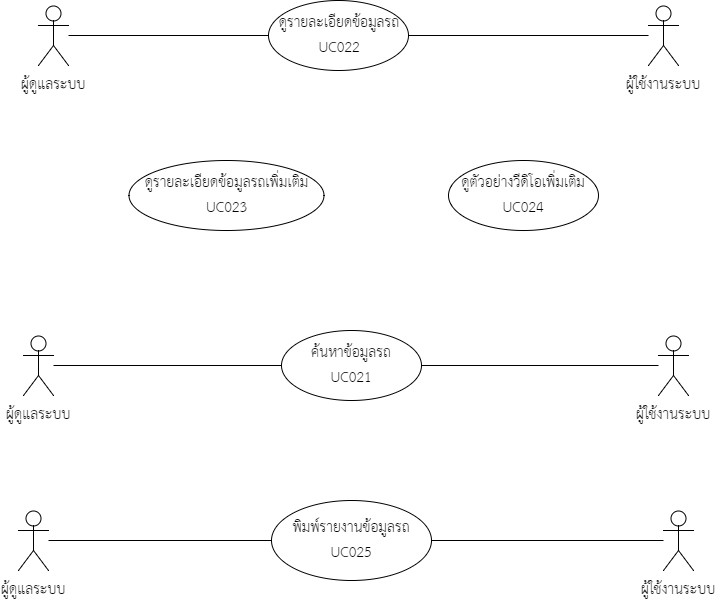 ดูรายละเอียดข้อมูลรถ
UC022
ผู้ดูแลระบบ
ผู้ใช้งานระบบ
ดูรายละเอียดข้อมูลรถเพิ่มเติม
UC023
ดูตัวอย่างวีดิโอเพิ่มเติม
UC024
ค้นหาข้อมูลรถ
UC021
ผู้ดูแลระบบ
ผู้ใช้งานระบบ
พิมพ์รายงานข้อมูลรถ
UC025
ผู้ดูแลระบบ
ผู้ใช้งานระบบ